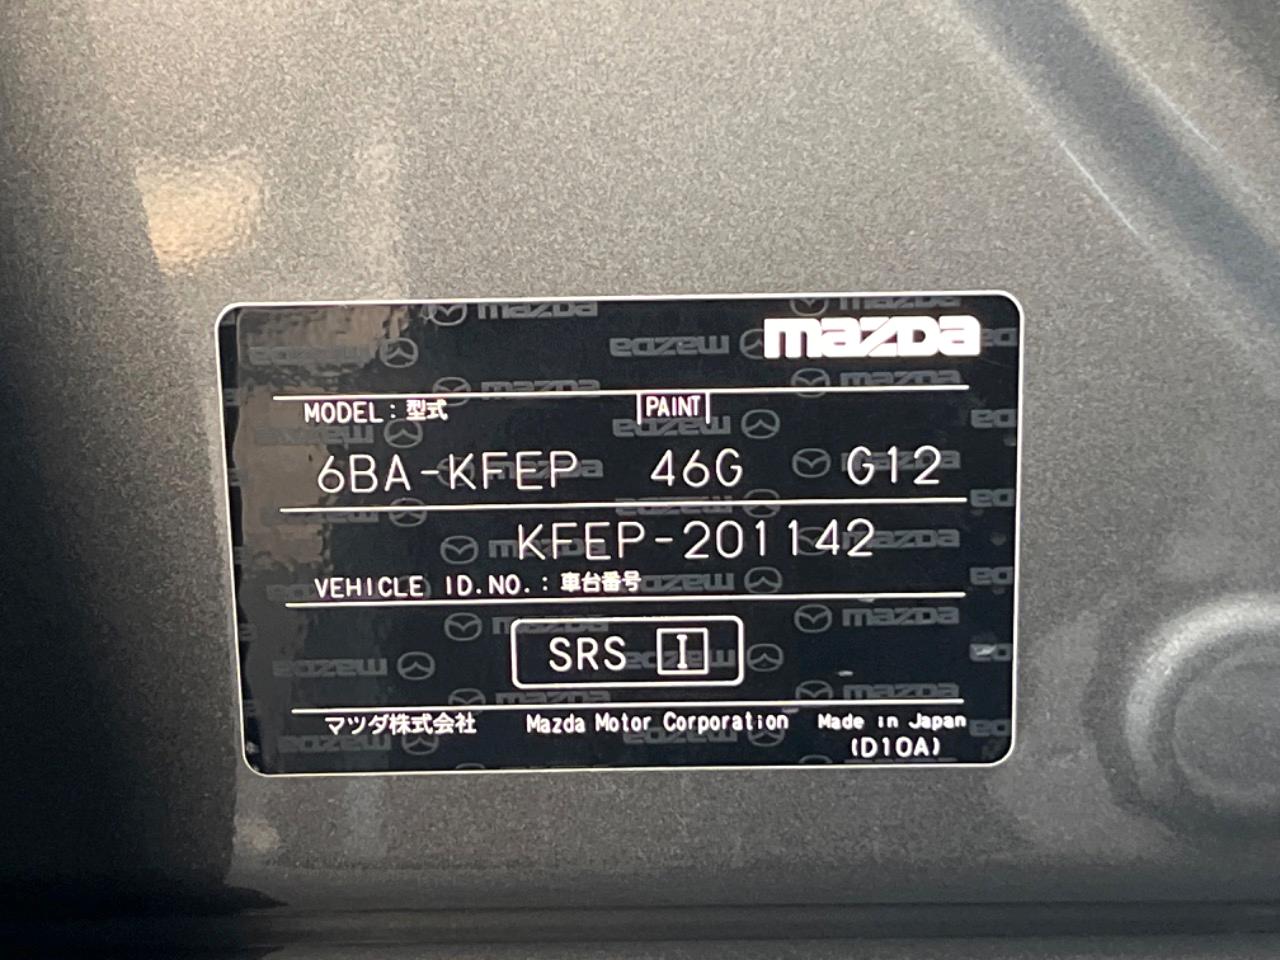 mazda
MODEL: 型式 PAINT
6BA-KFEP 46G G12
KFEP-201142
VEHICLE ID.NO.: 車台番号
SRS I
マツダ株式会社 Mazda Motor Corporation Made in Japan
(D10A)